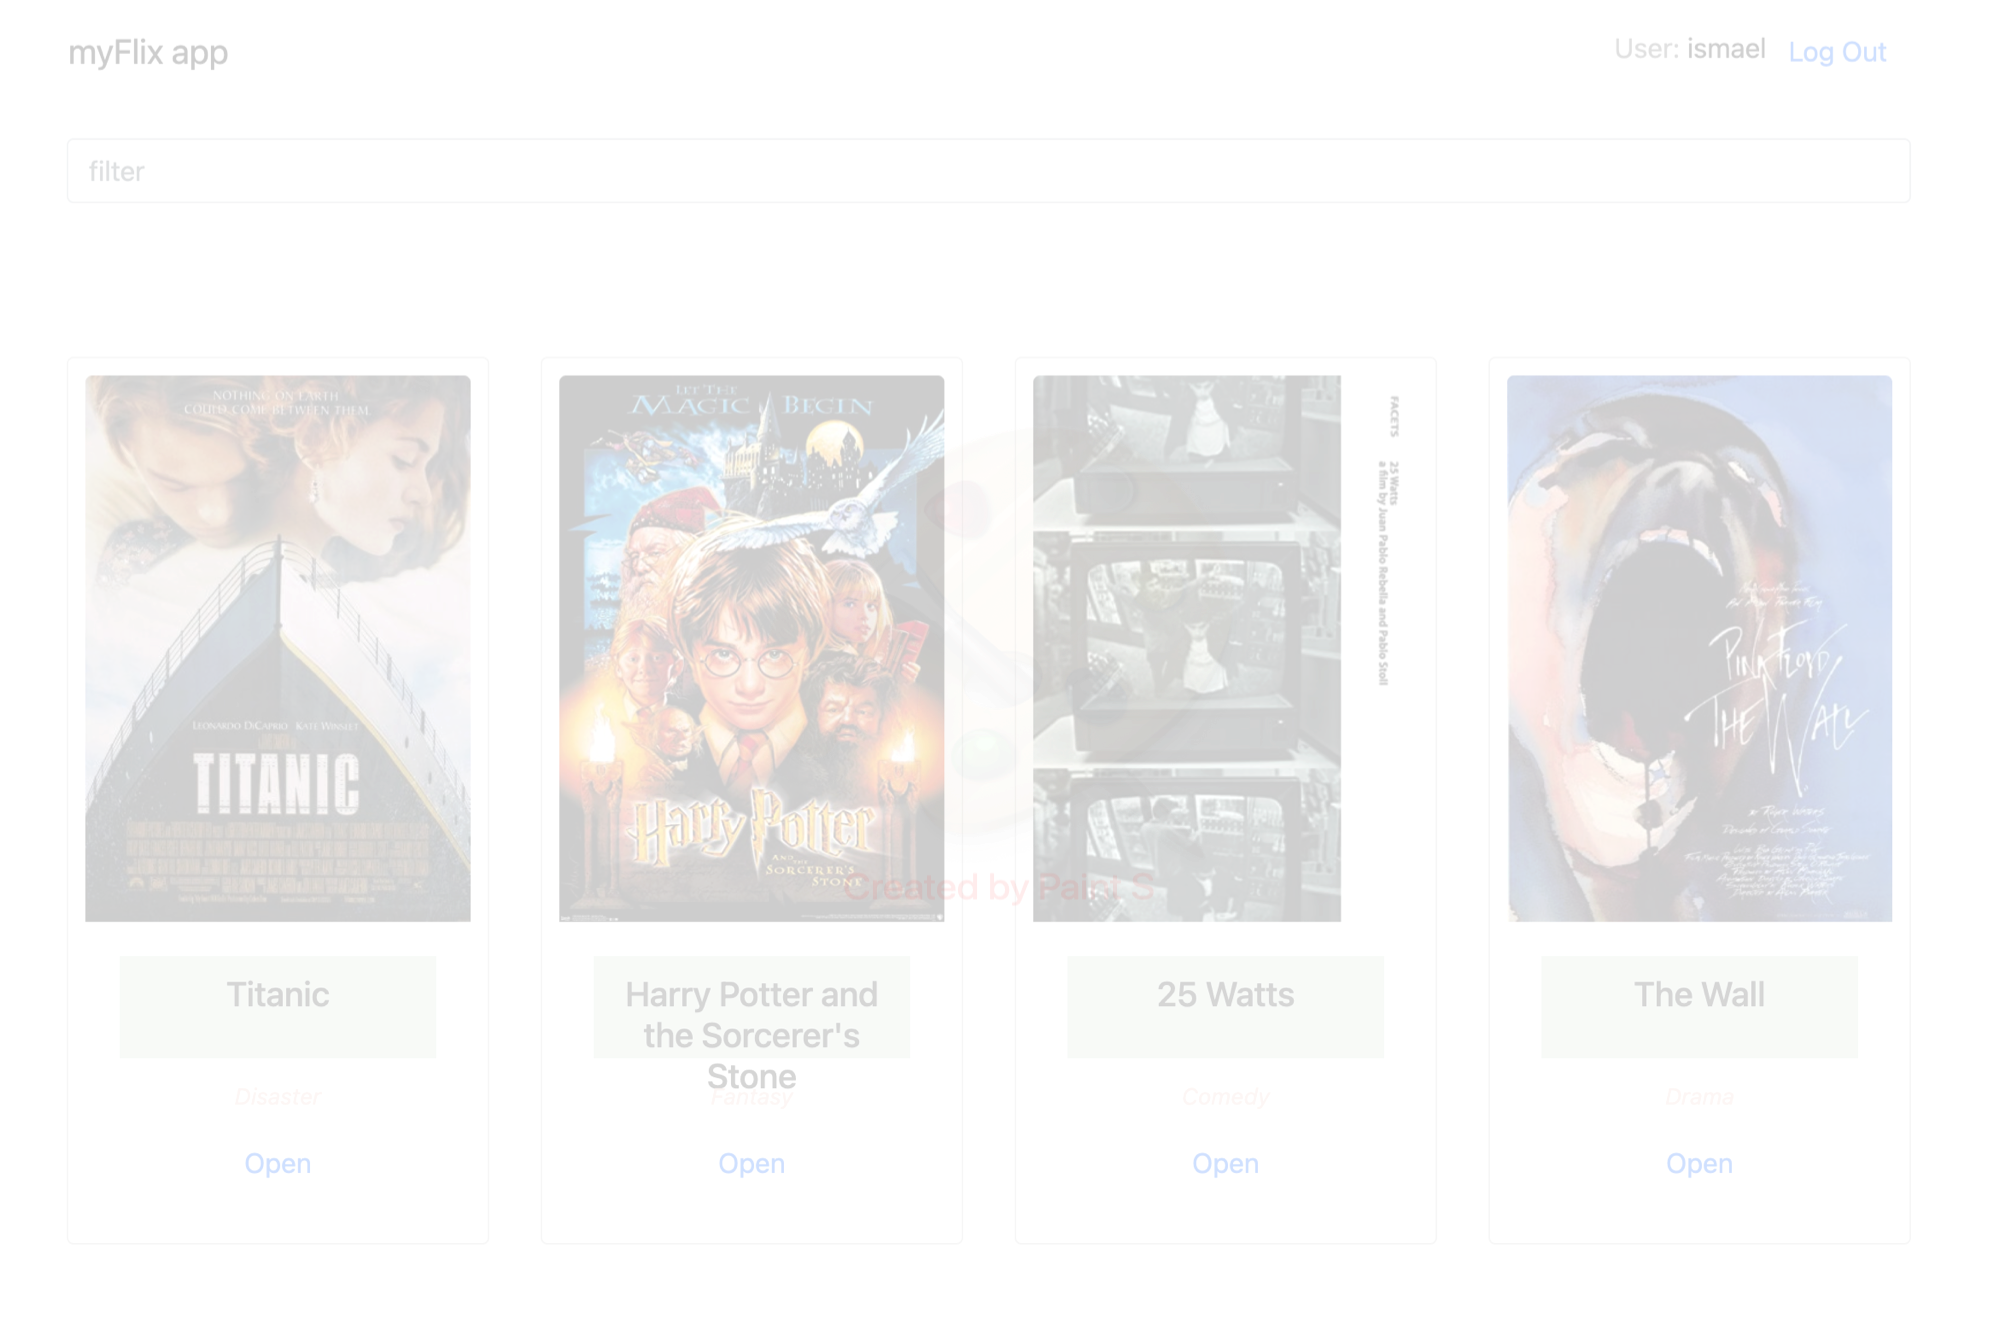 myFlix app
User: ismael Log Out
filter
NOTHING ON EARTH
COULD COME BETWEEN THEM
LEONARDO DICAPRIO KATE WINSLET
TITANIC
LET THE
MAGIC BEGIN
Harry Potter
AND THE
SORCERER'S
STONE
FACETS
25 Watts
a film by Juan Pablo Rebella and Pablo Stoll
PINK FLOYD
THE WALL
Created by Paint S
Titanic
Harry Potter and
the Sorcerer's
Stone
25 Watts
The Wall
Disaster
Fantasy
Comedy
Drama
Open
Open
Open
Open